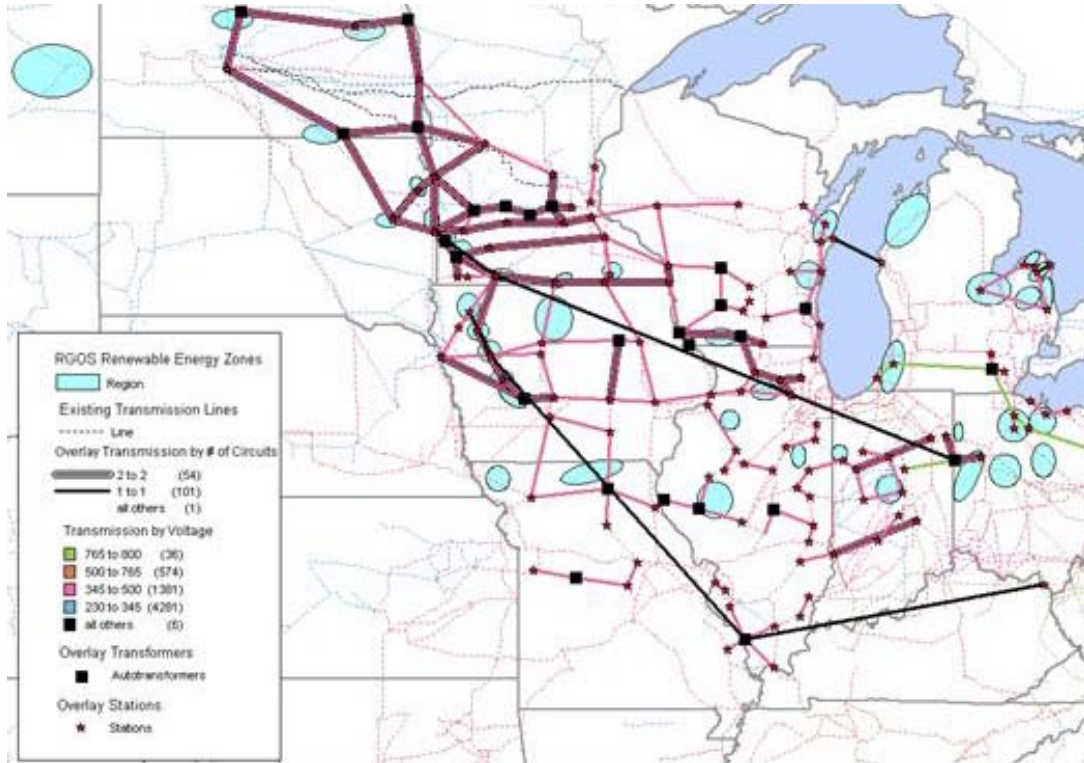 RGOS Renewable Energy Zones
Region
Existing Transmission Lines
Line
Overlay Transmission by # of Circuits
2 to 2 (54)
1 to 1 (101)
all others (1)
Transmission by Voltage
765 to 800 (36)
500 to 765 (574)
345 to 500 (1381)
230 to 345 (4281)
all others (6)
Overlay Transformers
Autotransformers
Overlay Stations
Stations